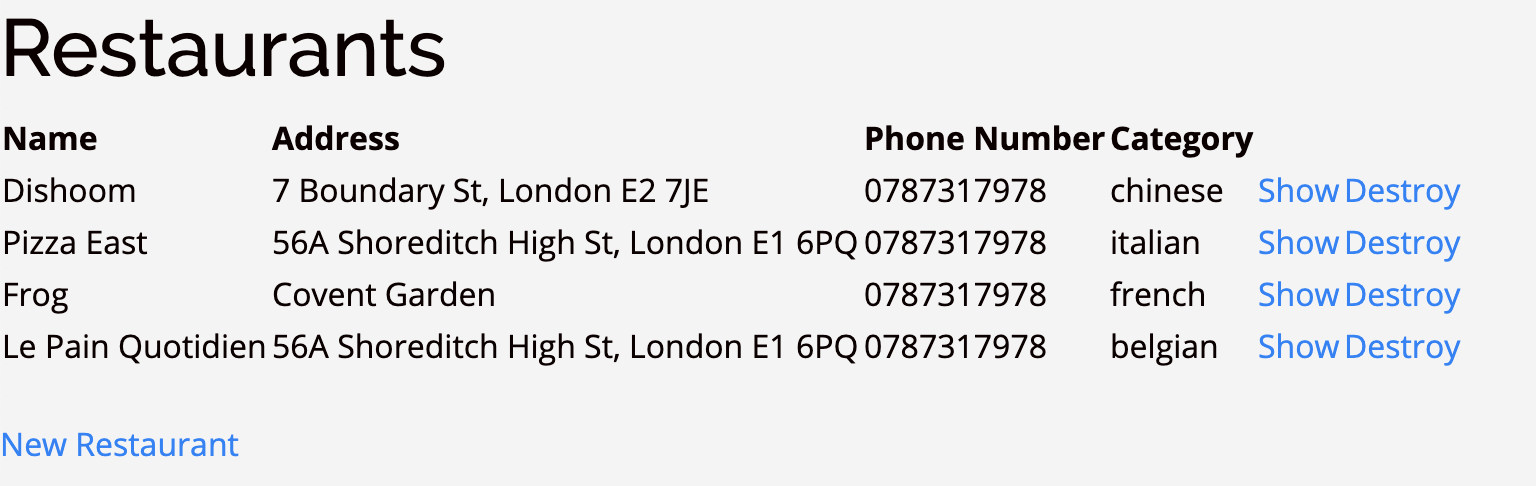 Restaurants
Name Address Phone Number Category
Dishoom 7 Boundary St, London E2 7JE 0787317978 chinese Show Destroy
Pizza East 56A Shoreditch High St, London E1 6PQ 0787317978 italian Show Destroy
Frog Covent Garden 0787317978 french Show Destroy
Le Pain Quotidien 56A Shoreditch High St, London E1 6PQ 0787317978 belgian Show Destroy
New Restaurant